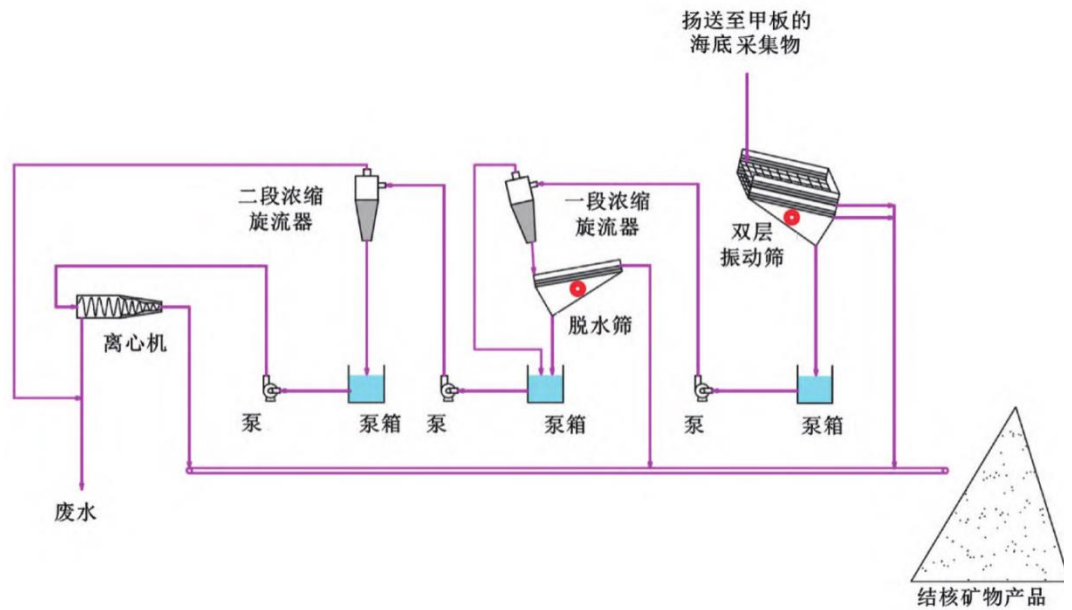 扬送至甲板的
海底采集物
二段浓缩
旋流器
一段浓缩
旋流器
双层
振动筛
离心机
脱水筛
泵
泵箱
泵
泵箱
泵
泵箱
废水
结核矿物产品